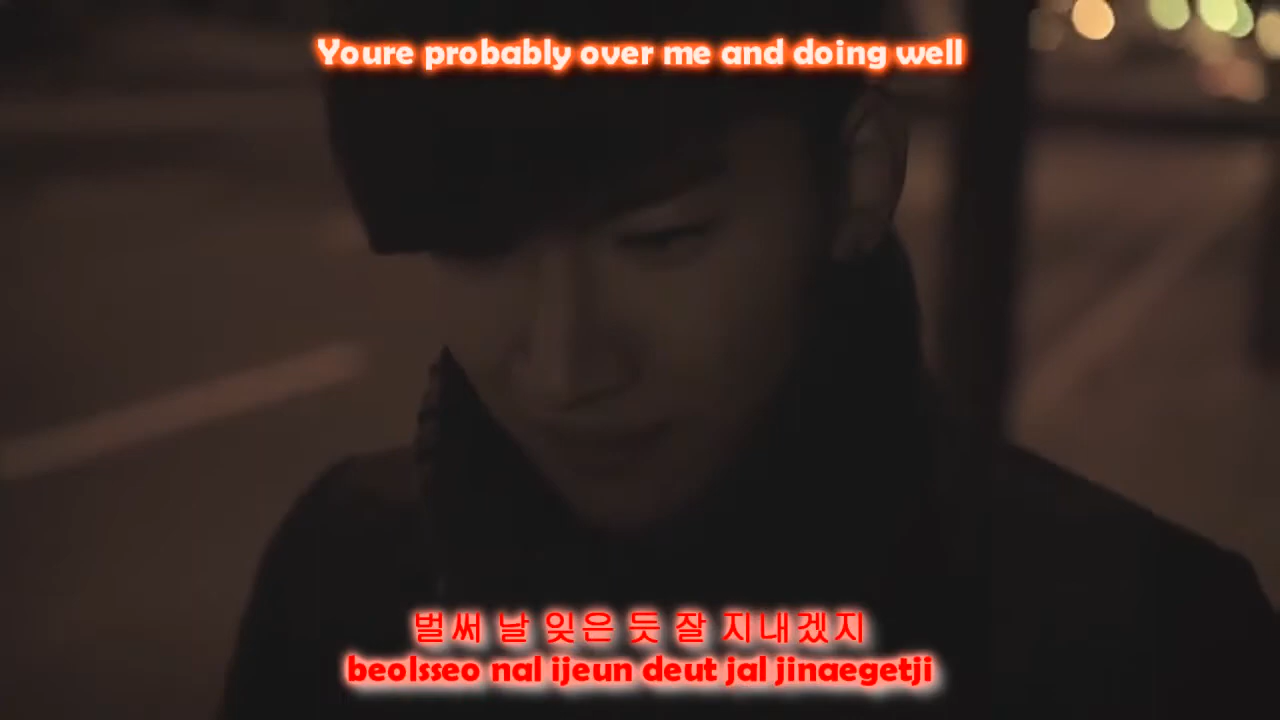 Youre probably over me and doing well
벌써 날 잊은 듯 잘 지내겠지
beolsseo nal ijeun deut jal jinaegetji